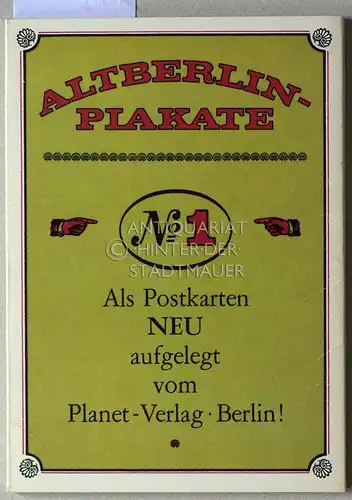 ALTBERLIN-
PLAKATE
No 1
ANTIQUARIAT
© HINTER DER
STADTMAUER
Als Postkarten
NEU
aufgelegt
vom
Planet-Verlag · Berlin!